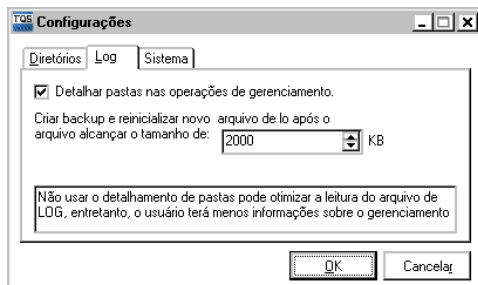 TQS Configurações
Diretórios Log Sistema
Detalhar pastas nas operações de gerenciamento.
Criar backup e reinicializar novo arquivo de lo após o
arquivo alcançar o tamanho de: 2000 KB
Não usar o detalhamento de pastas pode otimizar a leitura do arquivo de
LOG, entretanto, o usuário terá menos informações sobre o gerenciamento
OK Cancelar